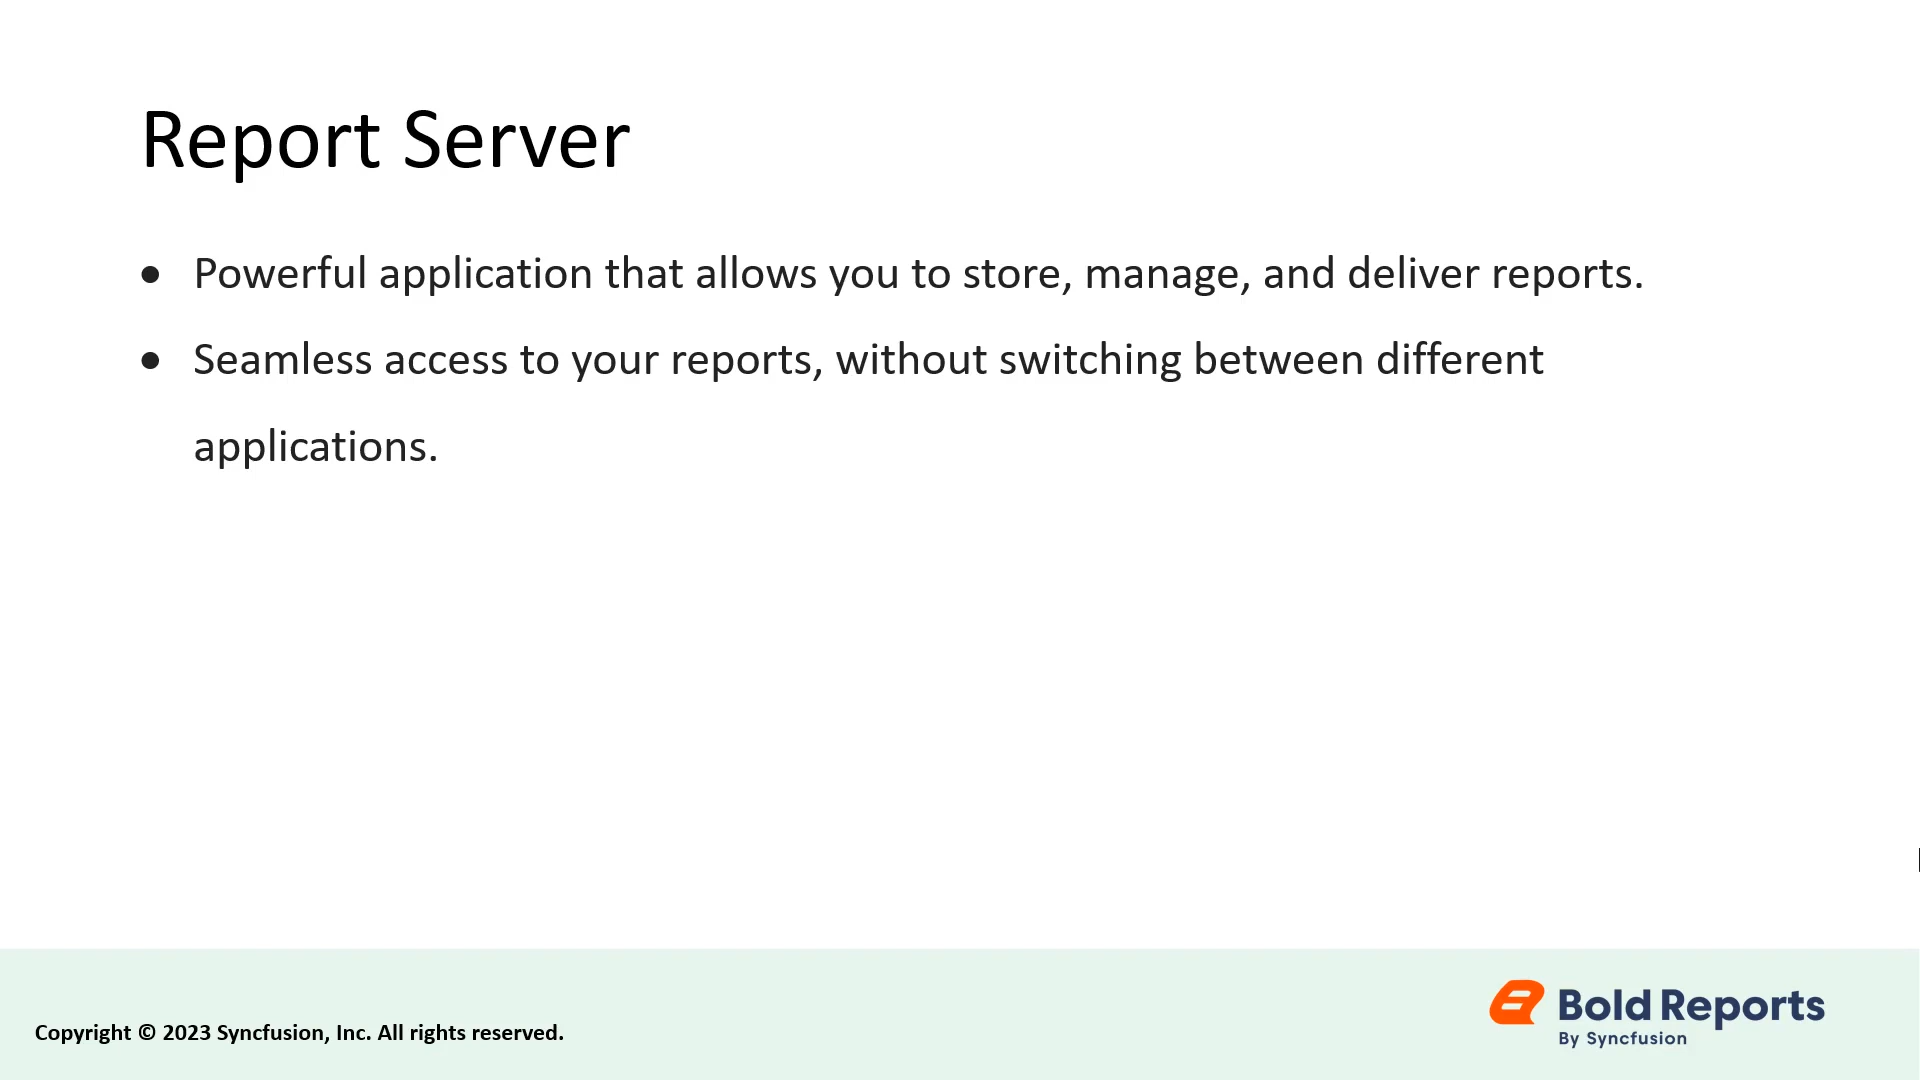 Report Server
● Powerful application that allows you to store, manage, and deliver reports.
● Seamless access to your reports, without switching between different
applications.
Copyright © 2023 Syncfusion, Inc. All rights reserved.
Bold Reports
By Syncfusion